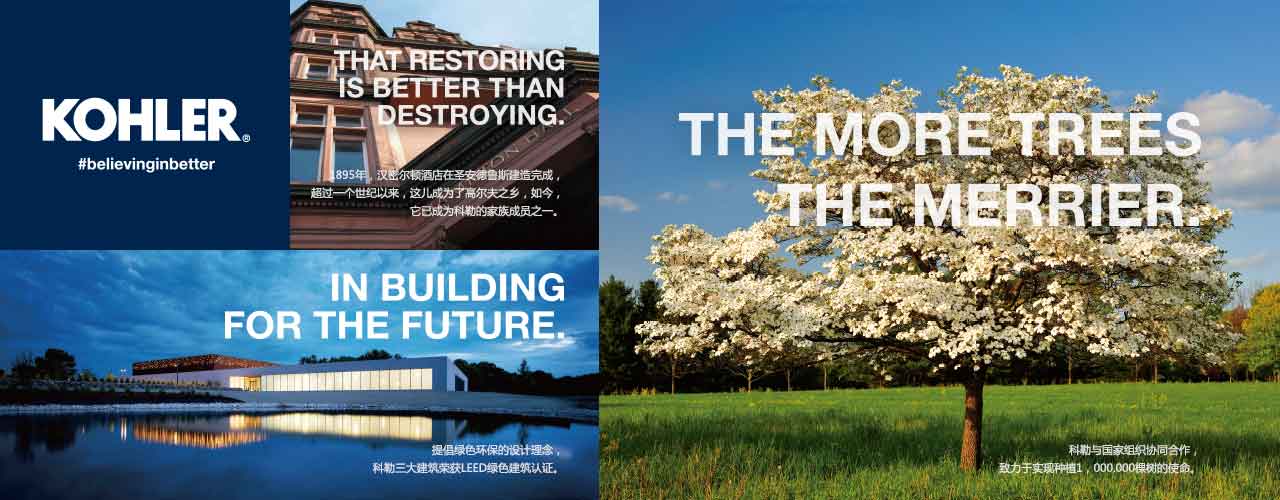 KOHLER®
#believinginbetter
THAT RESTORING
IS BETTER THAN
DESTROYING.
1895年，汉密尔顿酒店在圣安德鲁斯建造完成，
超过一个世纪以来，这儿成为了高尔夫之乡，如今，
它已成为科勒的家族成员之一。
IN BUILDING
FOR THE FUTURE.
提倡绿色环保的设计理念，
科勒三大建筑荣获LEED绿色建筑认证。
THE MORE TREES
THE MERRIER.
科勒与国家组织协同合作，
致力于实现种植1，000,000棵树的使命。